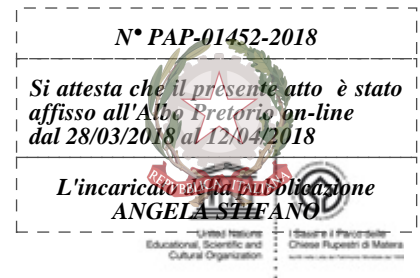 N° PAP-01452-2018
Si attesta che il presente atto è stato
affisso all'Albo Pretorio on-line
dal 28/03/2018 al 12/04/2018
L'incaricato della pubblicazione
ANGELA STIFANO
REPUBBLICA ITALIANA
United Nations
Educational, Scientific and
Cultural Organization
I Sassi e il Parco delle
Chiese Rupestri di Matera